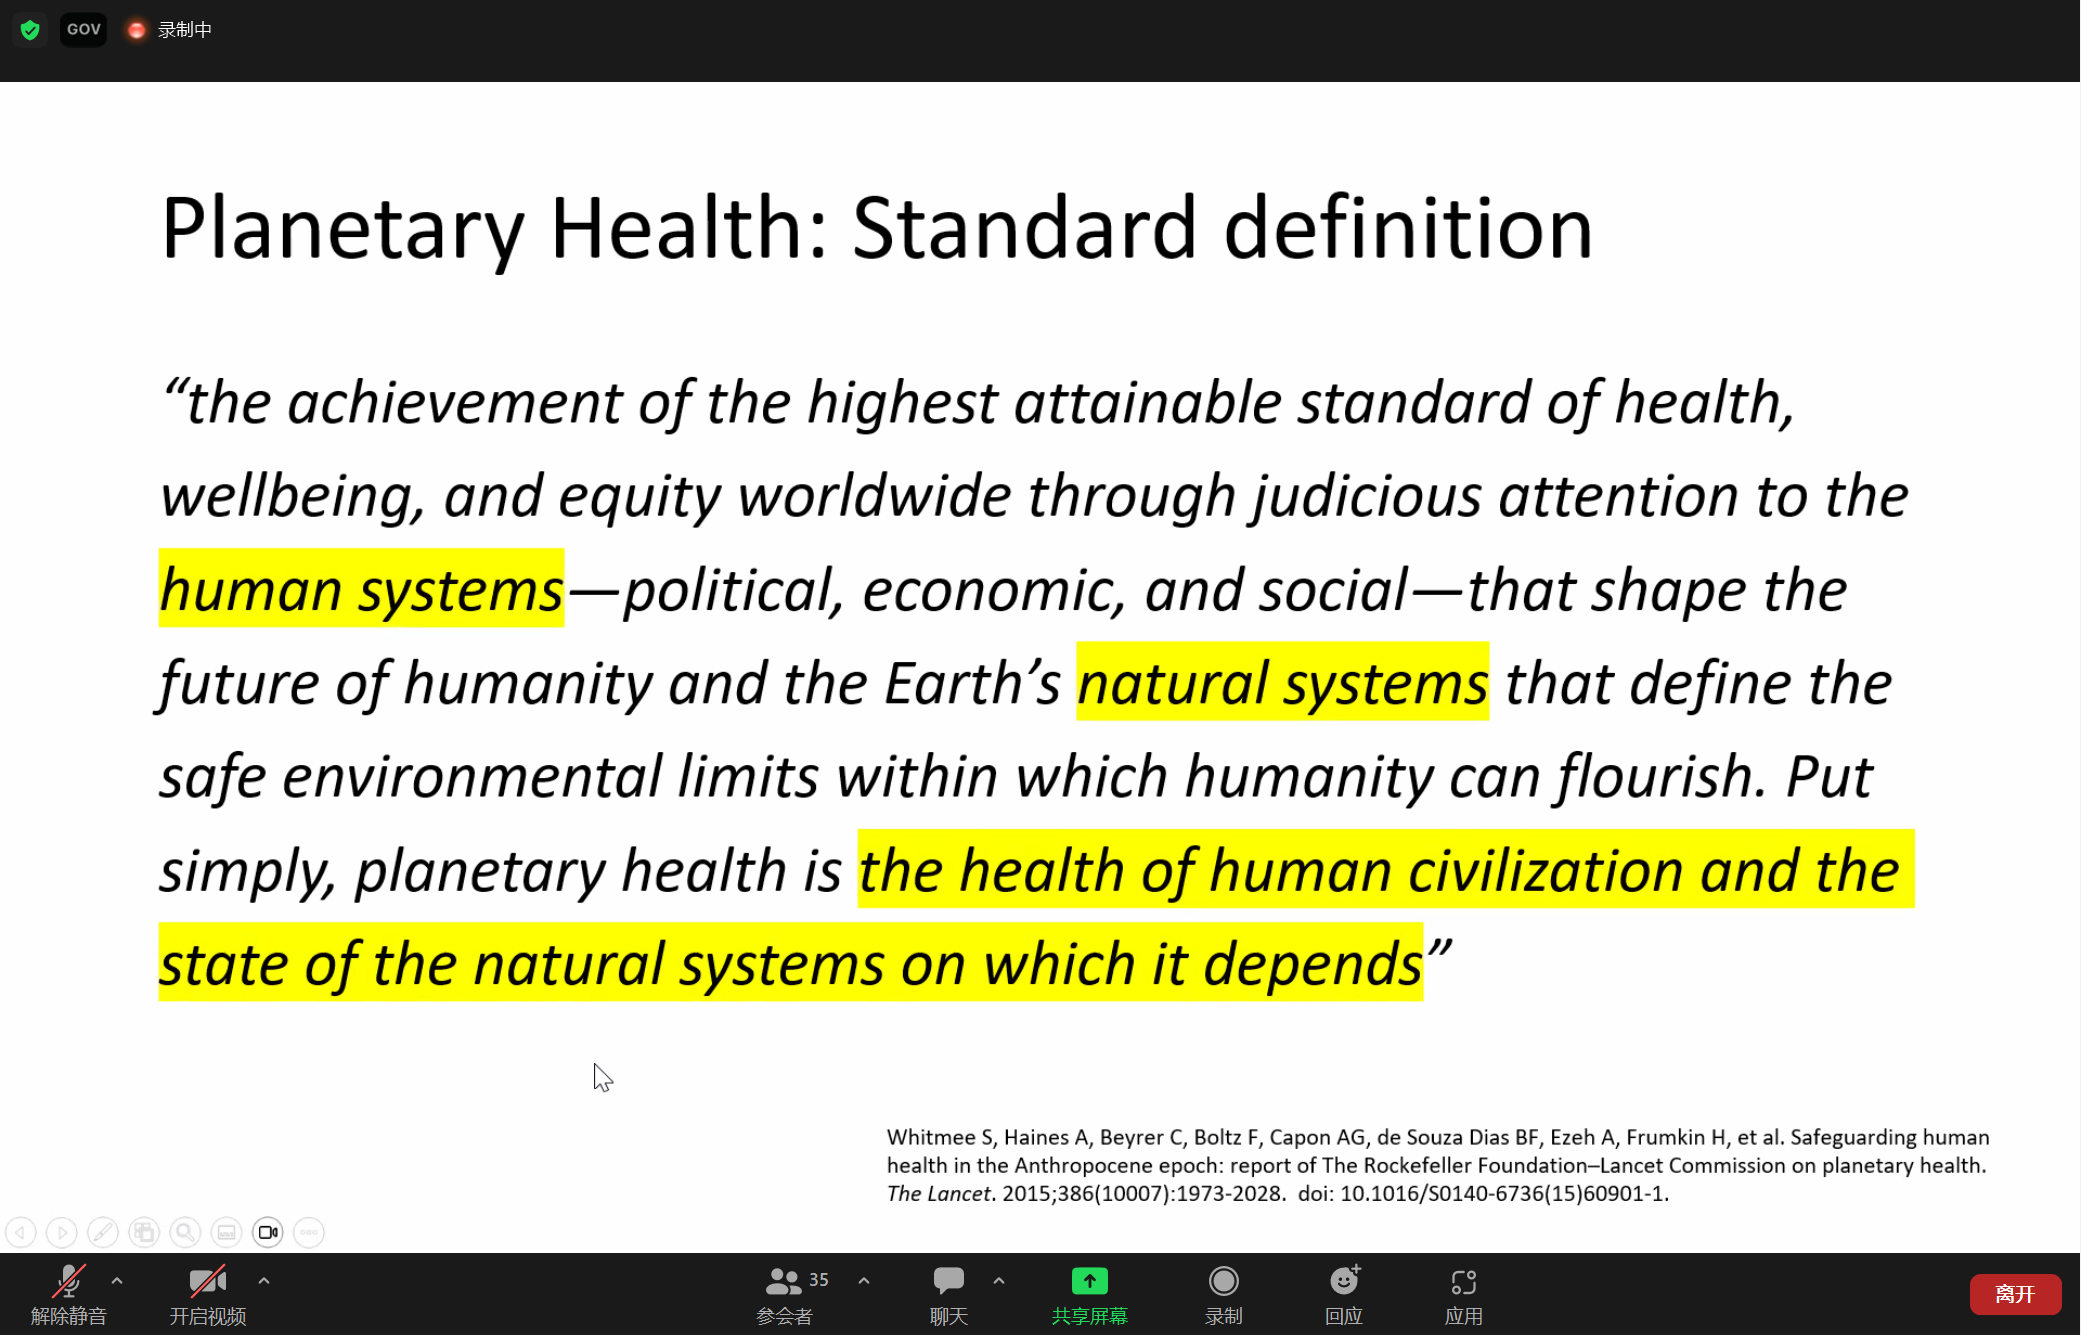 GOV 录制中
Planetary Health: Standard definition
“the achievement of the highest attainable standard of health,
wellbeing, and equity worldwide through judicious attention to the
human systems—political, economic, and social—that shape the
future of humanity and the Earth’s natural systems that define the
safe environmental limits within which humanity can flourish. Put
simply, planetary health is the health of human civilization and the
state of the natural systems on which it depends”
Whitmee S, Haines A, Beyrer C, Boltz F, Capon AG, de Souza Dias BF, Ezeh A, Frumkin H, et al. Safeguarding human
health in the Anthropocene epoch: report of The Rockefeller Foundation–Lancet Commission on planetary health.
The Lancet. 2015;386(10007):1973-2028. doi: 10.1016/S0140-6736(15)60901-1.
35
解除静音 开启视频 参会者 聊天 共享屏幕 录制 回应 应用 离开